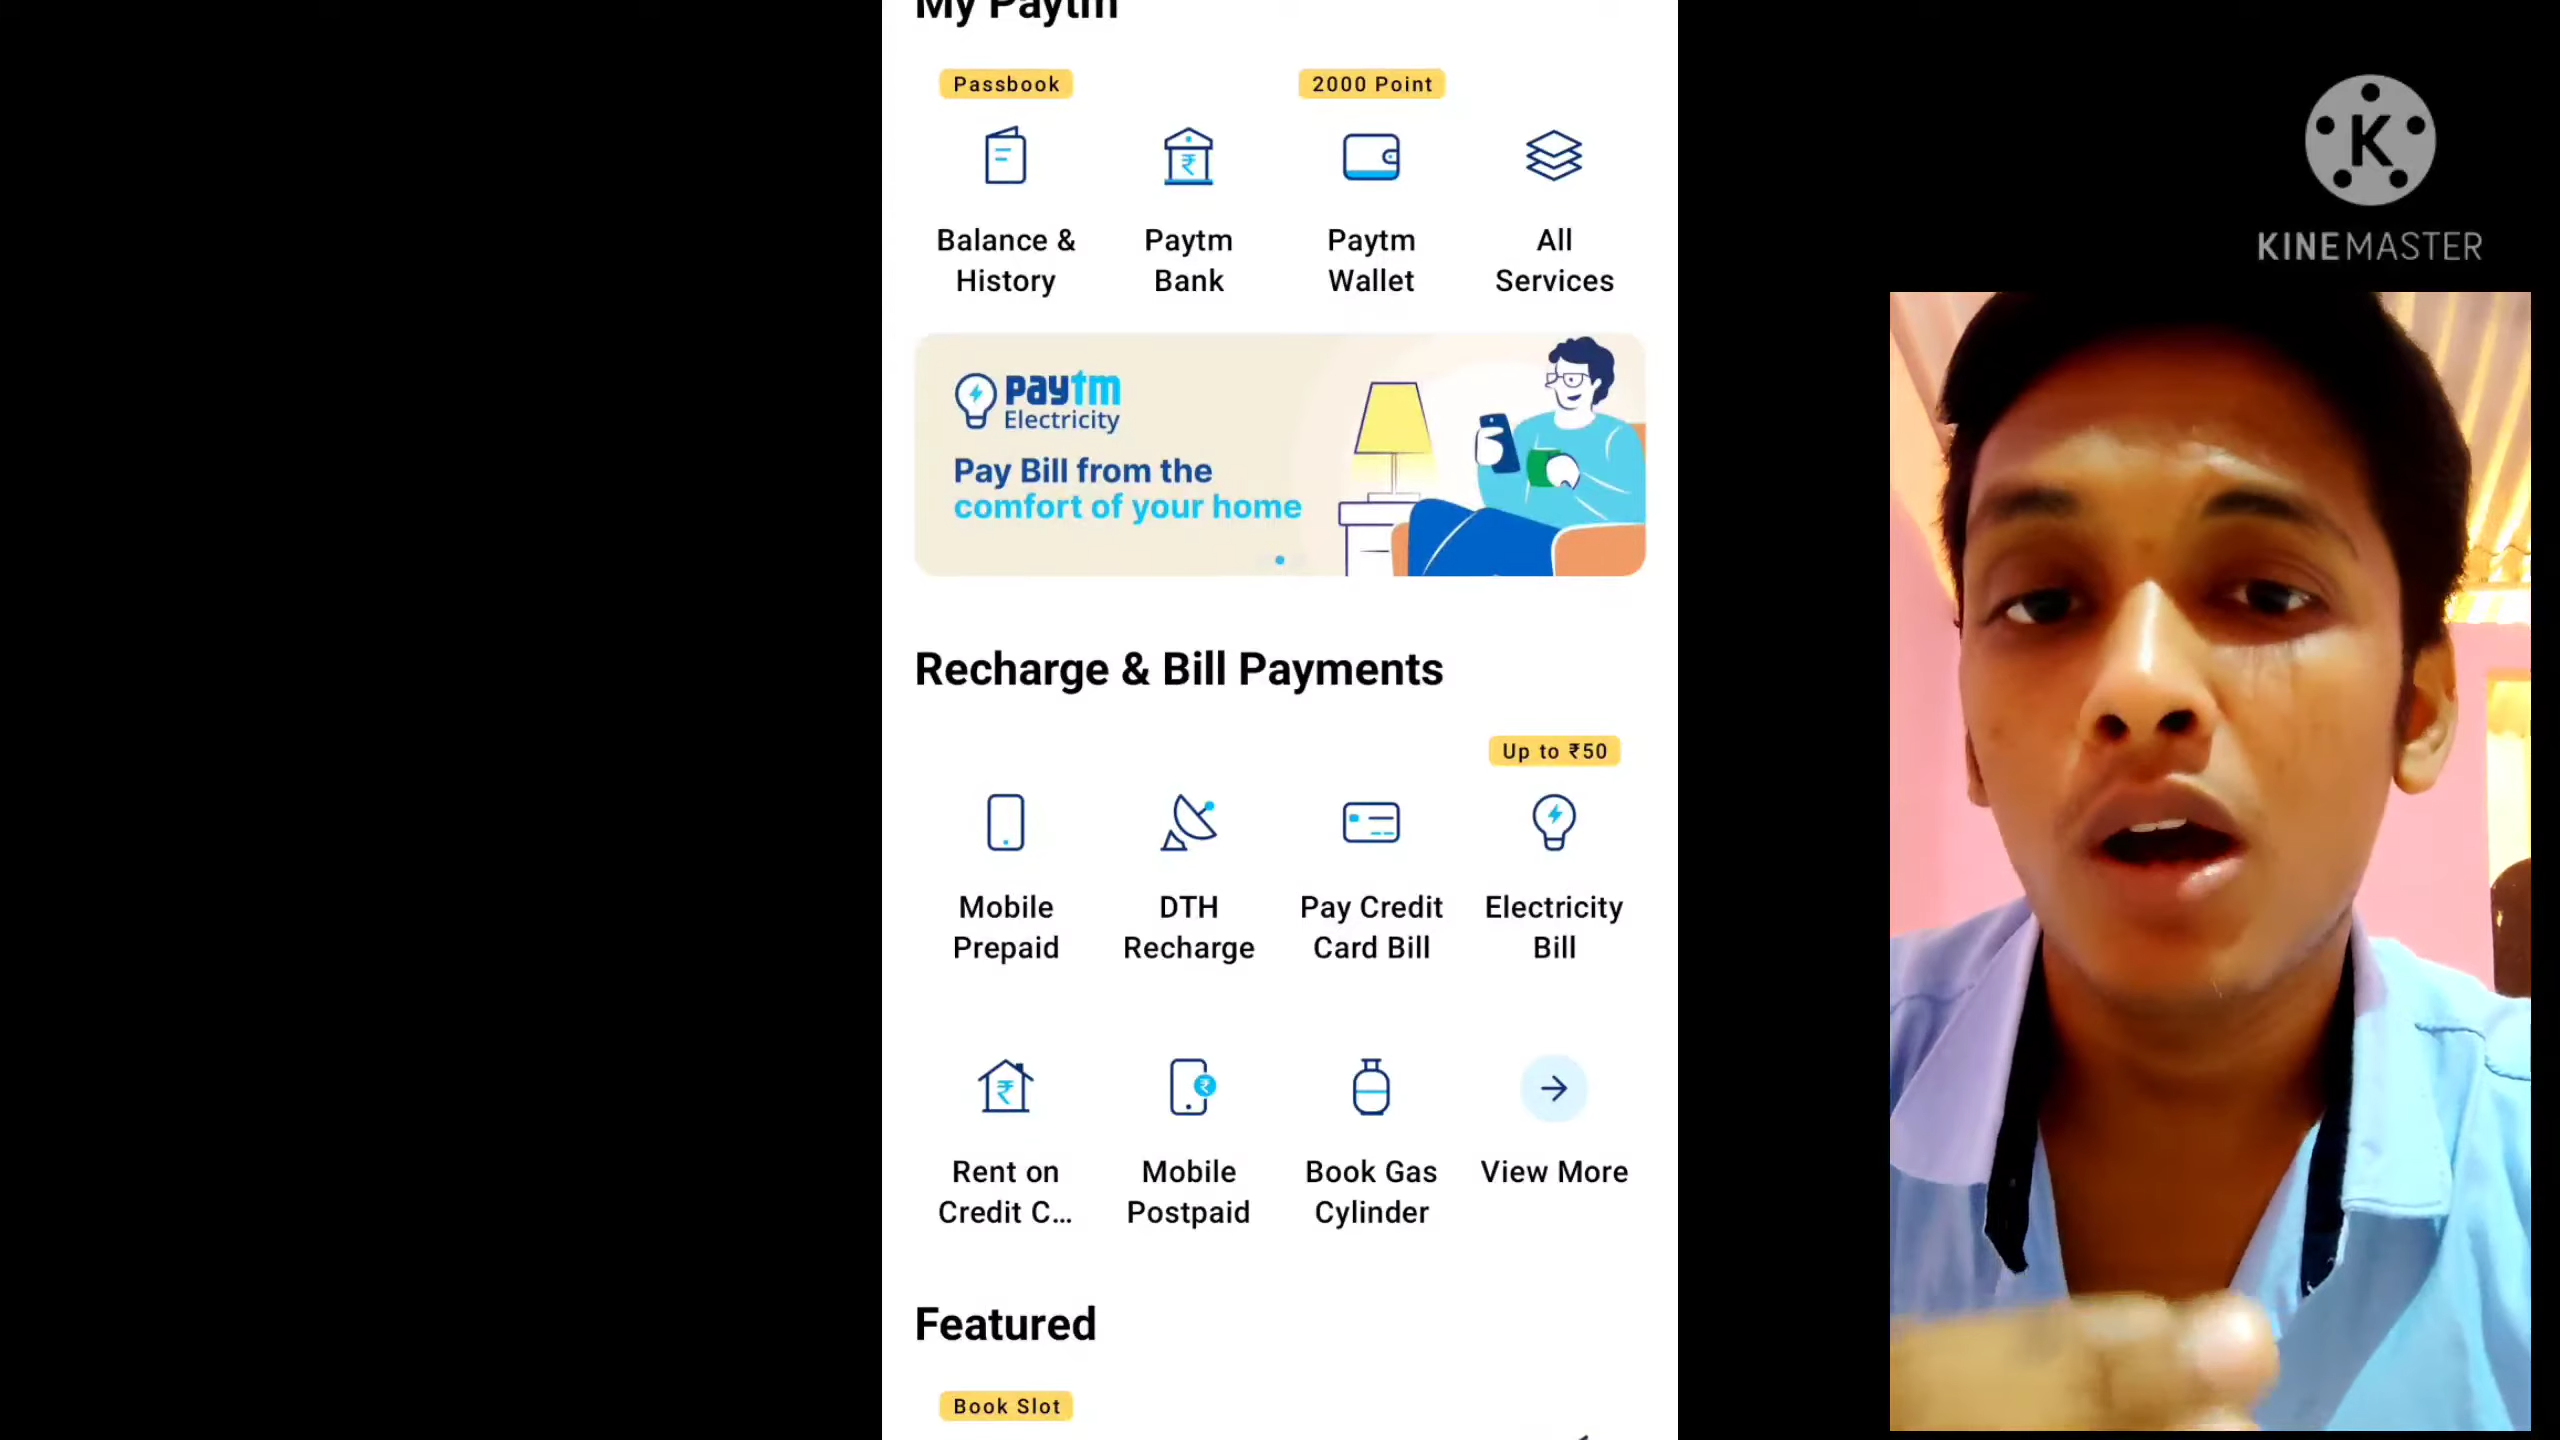 My Paytm
Passbook
2000 Point
Balance &
History
Paytm
Bank
Paytm
Wallet
All
Services
paytm
Electricity
Pay Bill from the
comfort of your home
Recharge & Bill Payments
Up to ₹50
Mobile
Prepaid
DTH
Recharge
Pay Credit
Card Bill
Electricity
Bill
Rent on
Credit C...
Mobile
Postpaid
Book Gas
Cylinder
View More
Featured
Book Slot
K
KINEMASTER